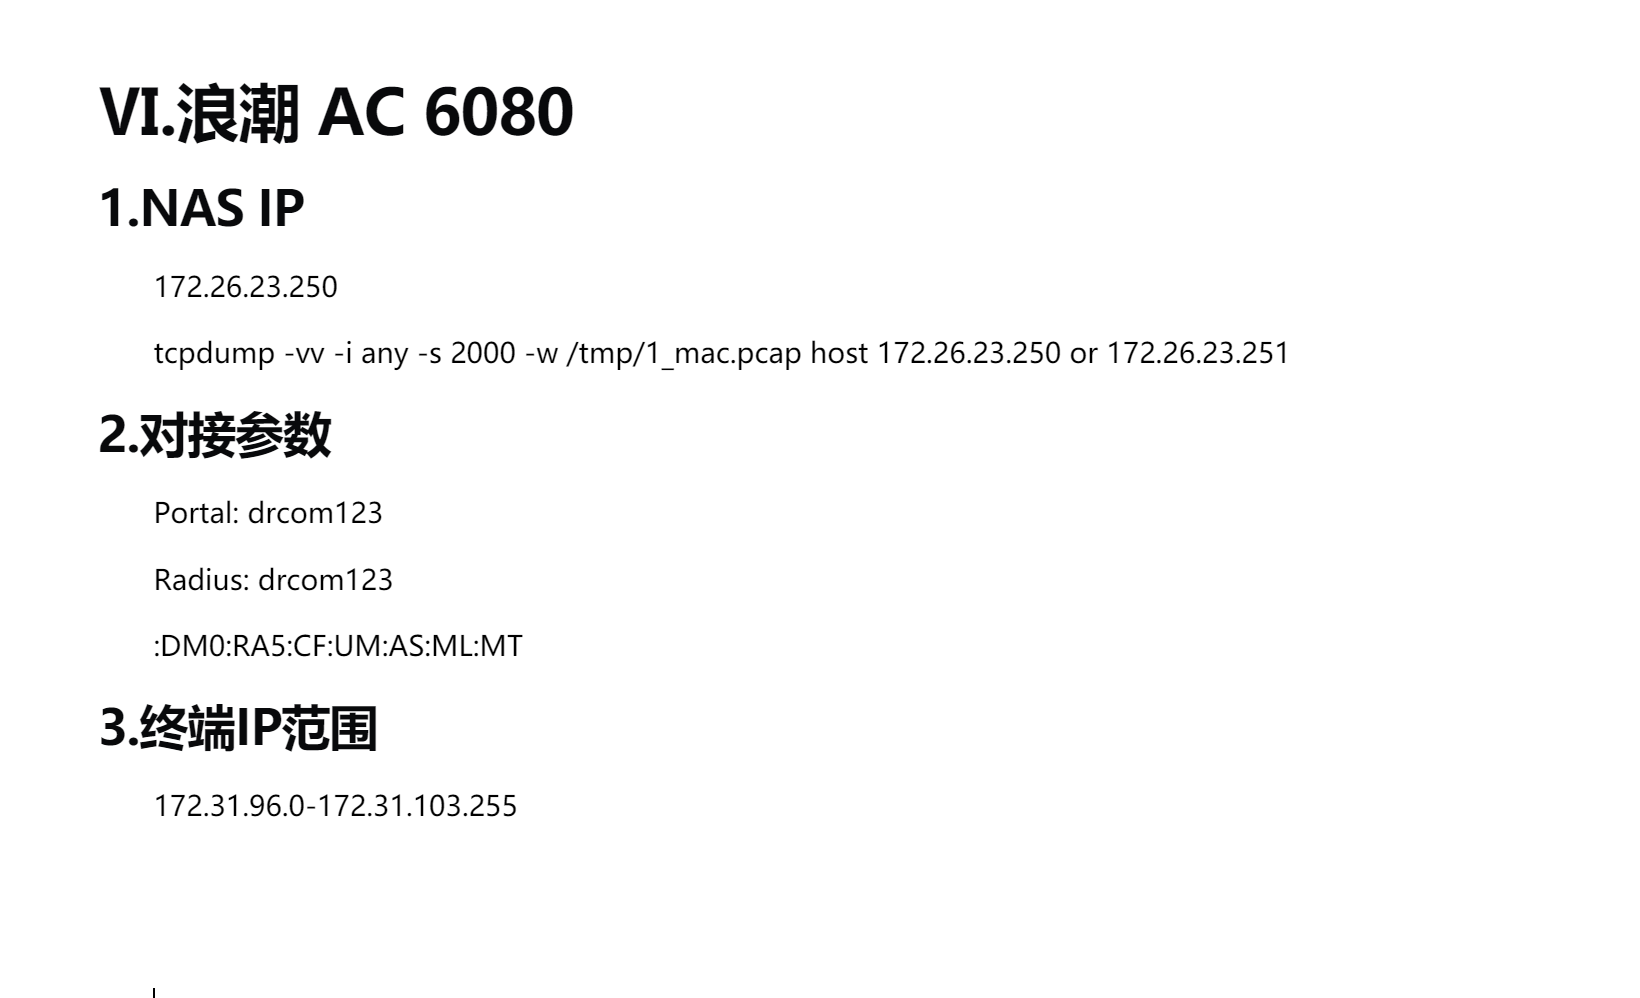 VI.浪潮 AC 6080
1.NAS IP
172.26.23.250
tcpdump -vv -i any -s 2000 -w /tmp/1_mac.pcap host 172.26.23.250 or 172.26.23.251
2.对接参数
Portal: drcom123
Radius: drcom123
:DM0:RA5:CF:UM:AS:ML:MT
3.终端IP范围
172.31.96.0-172.31.103.255